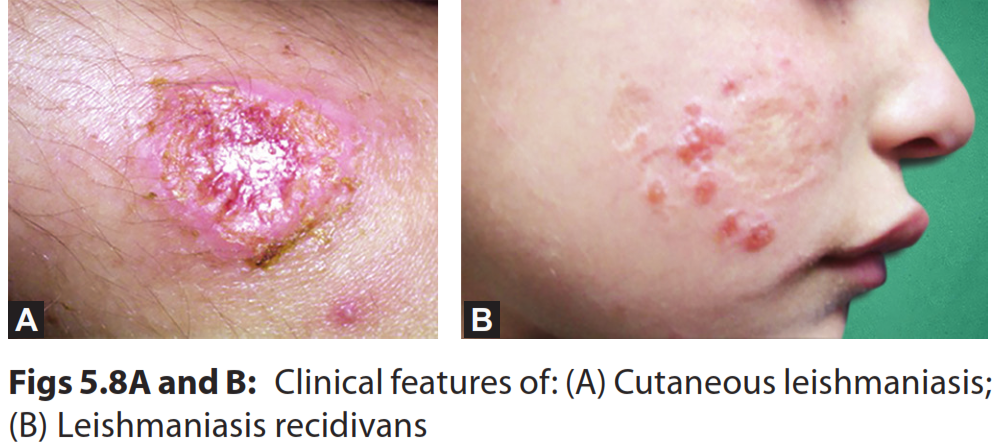 A
B
Figs 5.8A and B: Clinical features of: (A) Cutaneous leishmaniasis;
(B) Leishmaniasis recidivans